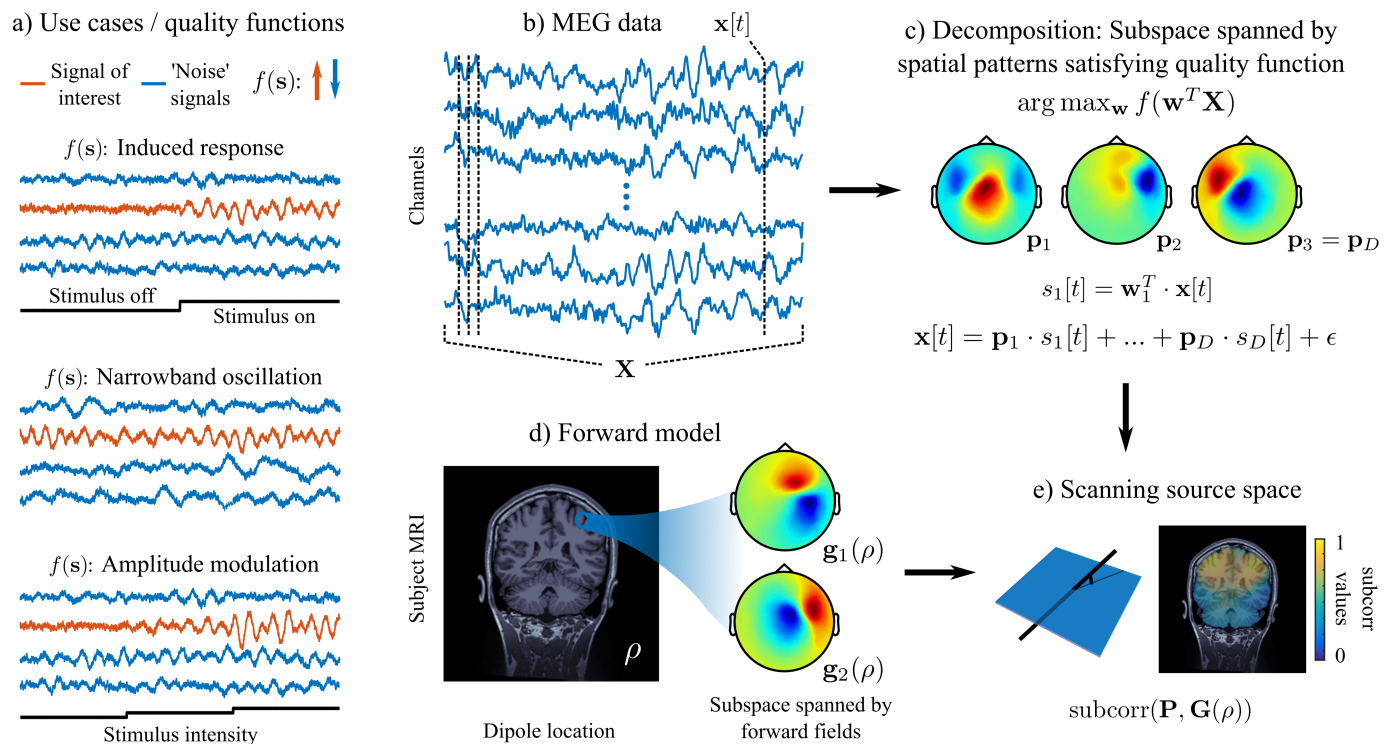 a) Use cases / quality functions
Signal of interest
'Noise' signals
f(s):
f(s): Induced response
Stimulus off
Stimulus on
f(s): Narrowband oscillation
f(s): Amplitude modulation
Stimulus intensity
b) MEG data
x[t]
Channels
X
c) Decomposition: Subspace spanned by
spatial patterns satisfying quality function
arg max_w f(w^T X)
p_1
p_2
p_3 = p_D
s_1[t] = w_1^T · x[t]
x[t] = p_1 · s_1[t] + ... + p_D · s_D[t] + ϵ
d) Forward model
Subject MRI
ρ
g_1(ρ)
g_2(ρ)
Dipole location
Subspace spanned by
forward fields
e) Scanning source space
1
0
subcorr
values
subcorr(P, G(ρ))